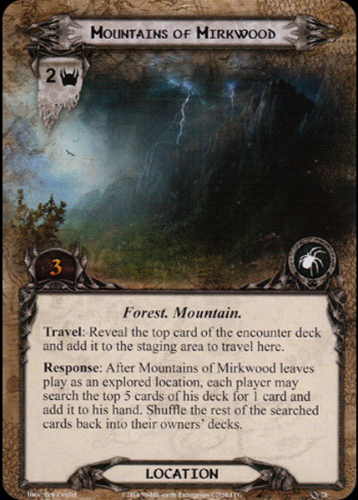 MOUNTAINS OF MIRKWOOD
2
3
Forest. Mountain.
Travel: Reveal the top card of the encounter deck
and add it to the staging area to travel here.
Response: After Mountains of Mirkwood leaves
play as an explored location, each player may
search the top 5 cards of his deck for 1 card and
add it to his hand. Shuffle the rest of the searched
cards back into their owners' decks.
LOCATION